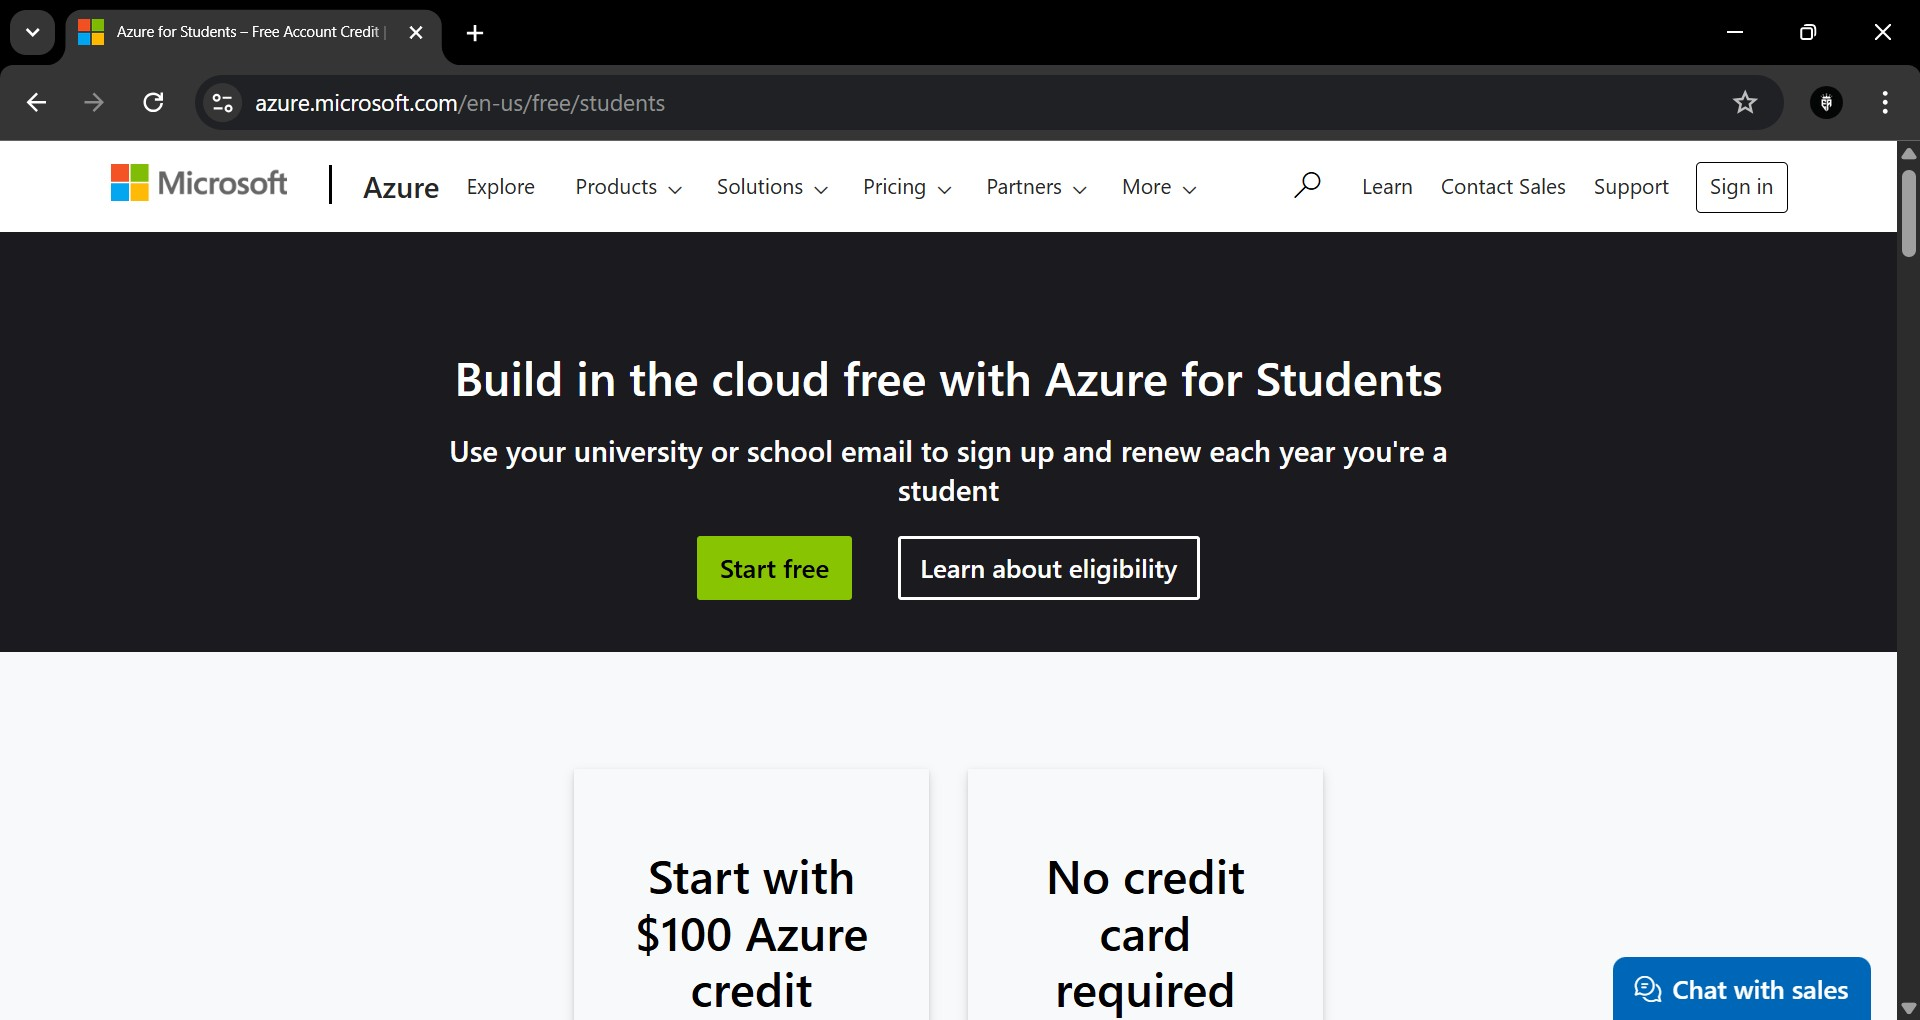 Azure for Students – Free Account Credit |
azure.microsoft.com/en-us/free/students
Microsoft
Azure
Explore
Products
Solutions
Pricing
Partners
More
Learn
Contact Sales
Support
Sign in
Build in the cloud free with Azure for Students
Use your university or school email to sign up and renew each year you're a
student
Start free
Learn about eligibility
Start with
$100 Azure
credit
No credit
card
required
Chat with sales